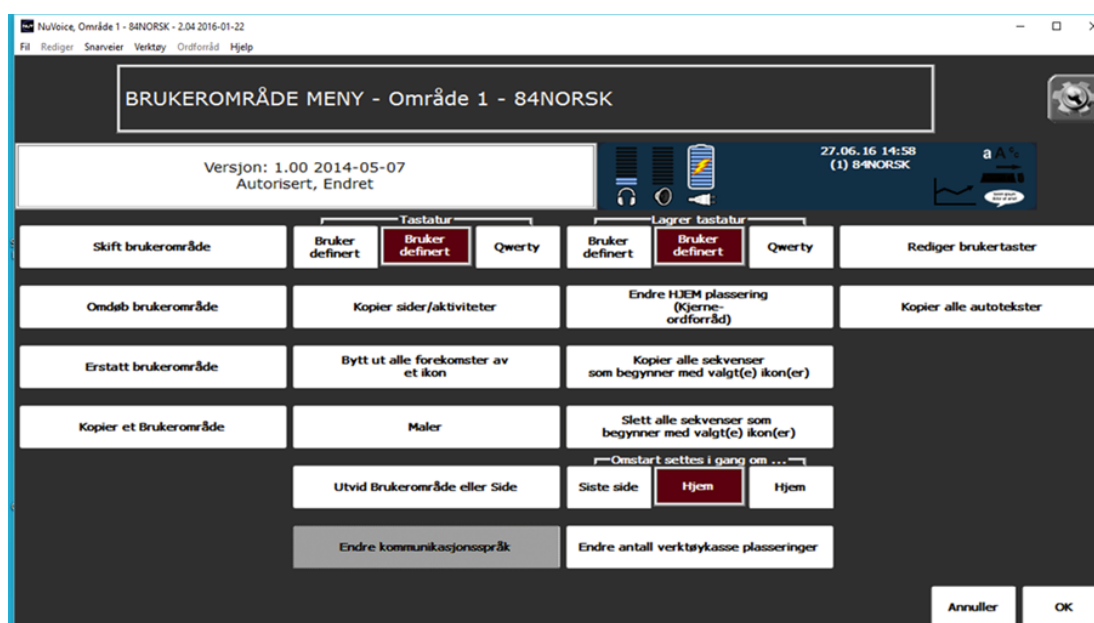 NuVoice, Område 1 - 84NORSK - 2.04 2016-01-22
Fil Rediger Snarveier Verktøy Ordforråd Hjelp
BRUKEROMRÅDE MENY - Område 1 - 84NORSK
Versjon: 1.00 2014-05-07
Autorisert, Endret
27.06.16 14:58
(1) 84NORSK
Tastatur
Lagrer tastatur
Skift brukerområde
Bruker
definert
Bruker
definert
Qwerty
Bruker
definert
Bruker
definert
Qwerty
Rediger brukertaster
Omdøb brukerområde
Kopier sider/aktiviteter
Endre HJEM plassering
(Kjerne-
ordforråd)
Kopier alle autotekster
Erstatt brukerområde
Bytt ut alle forekomster av
et ikon
Kopier alle sekvenser
som begynner med valgt(e) ikon(er)
Kopier et Brukerområde
Maler
Slett alle sekvenser som
begynner med valgt(e) ikon(er)
Omstart settes i gang om ...
Utvid Brukerområde eller Side
Siste side
Hjem
Hjem
Endre kommunikasjonsspråk
Endre antall verktøykasse plasseringer
Annuller
OK